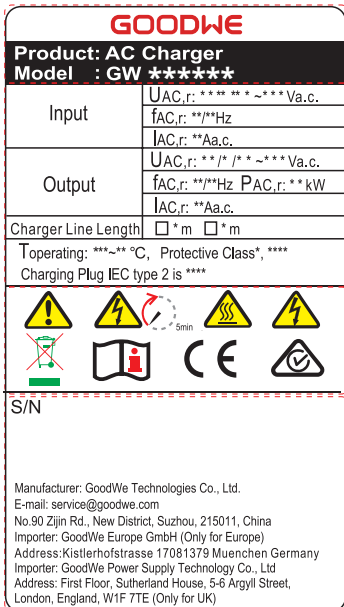 GOODWE
Product: AC Charger
Model : GW ******
Input
UAC,r: * * ** ** * ~* * * Va.c.
fAC,r: **/**Hz
IAC,r: **Aa.c.
Output
UAC,r: * * /* /* * ~* * * Va.c.
fAC,r: **/**Hz PAC,r: * * kW
IAC,r: **Aa.c.
Charger Line Length □ * m □ * m
Toperating: ***~** °C, Protective Class*, ****
Charging Plug IEC type 2 is ****
5min
CE
S/N
Manufacturer: GoodWe Technologies Co., Ltd.
E-mail: service@goodwe.com
No.90 Zijin Rd., New District, Suzhou, 215011, China
Importer: GoodWe Europe GmbH (Only for Europe)
Address:Kistlerhofstrasse 17081379 Muenchen Germany
Importer: GoodWe Power Supply Technology Co., Ltd
Address: First Floor, Sutherland House, 5-6 Argyll Street,
London, England, W1F 7TE (Only for UK)